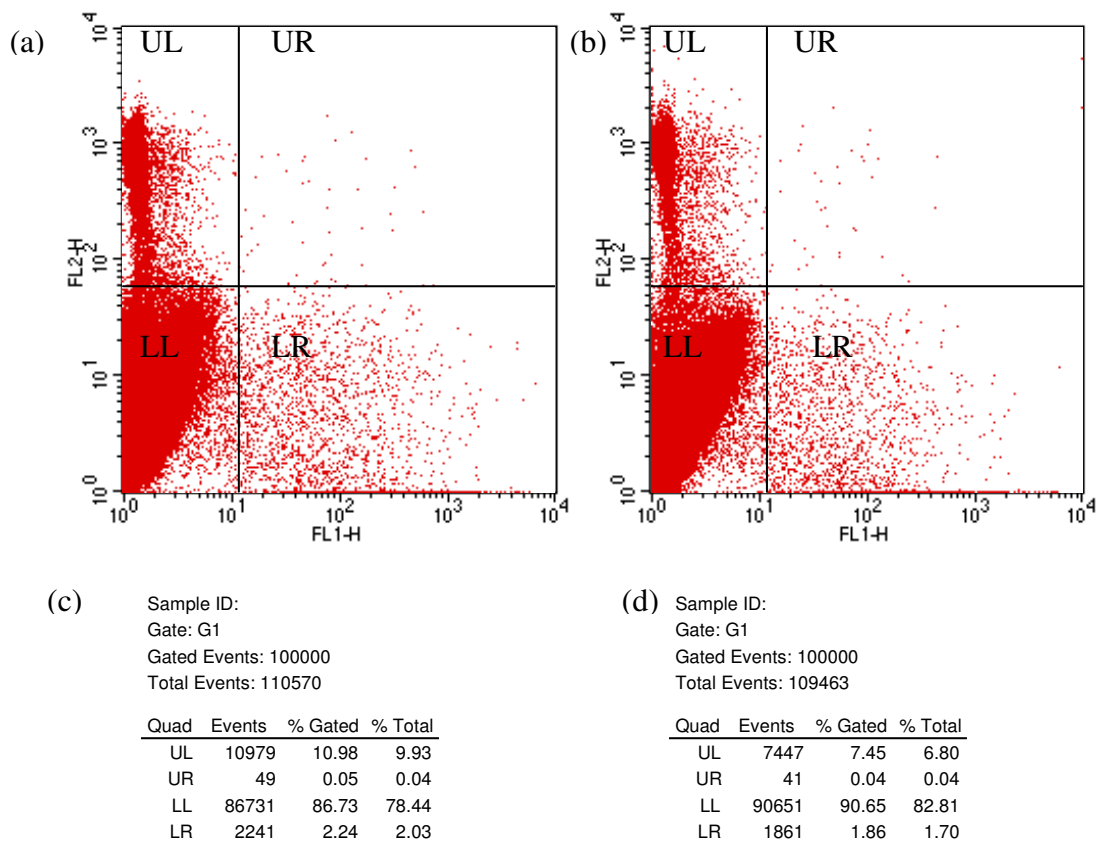 (a)
UL UR
LL LR
10^4
10^3
10^2
10^1
10^0
FL2-H
10^0 10^1 10^2 10^3 10^4
FL1-H
(b)
UL UR
LL LR
10^4
10^3
10^2
10^1
10^0
FL2-H
10^0 10^1 10^2 10^3 10^4
FL1-H
(c)
Sample ID:
Gate: G1
Gated Events: 100000
Total Events: 110570
Quad Events % Gated % Total
UL 10979 10.98 9.93
UR 49 0.05 0.04
LL 86731 86.73 78.44
LR 2241 2.24 2.03
(d)
Sample ID:
Gate: G1
Gated Events: 100000
Total Events: 109463
Quad Events % Gated % Total
UL 7447 7.45 6.80
UR 41 0.04 0.04
LL 90651 90.65 82.81
LR 1861 1.86 1.70